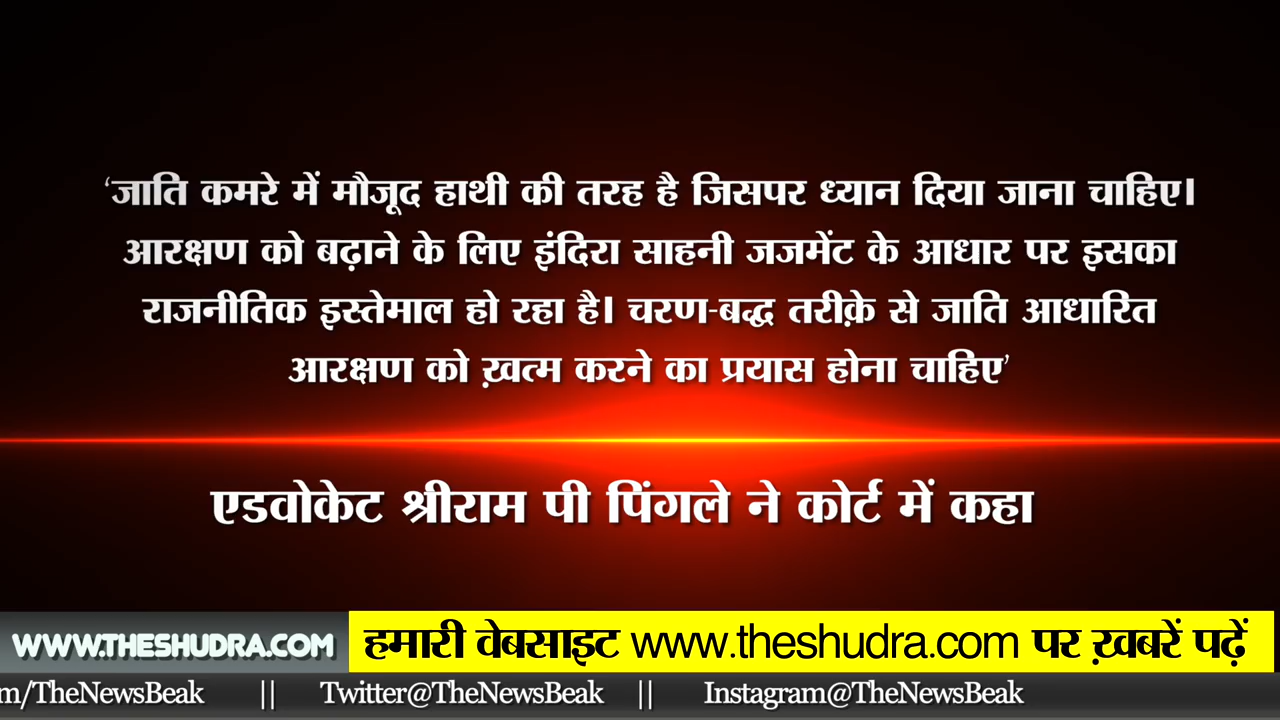 ‘जाति कमरे में मौजूद हाथी की तरह है जिसपर ध्यान दिया जाना चाहिए।
आरक्षण को बढ़ाने के लिए इंदिरा साहनी जजमेंट के आधार पर इसका
राजनीतिक इस्तेमाल हो रहा है। चरण-बद्ध तरीक़े से जाति आधारित
आरक्षण को ख़त्म करने का प्रयास होना चाहिए’
एडवोकेट श्रीराम पी पिंगले ने कोर्ट में कहा
WWW.THESHUDRA.COM हमारी वेबसाइट www.theshudra.com पर ख़बरें पढ़ें
m/TheNewsBeak || Twitter@TheNewsBeak || Instagram@TheNewsBeak